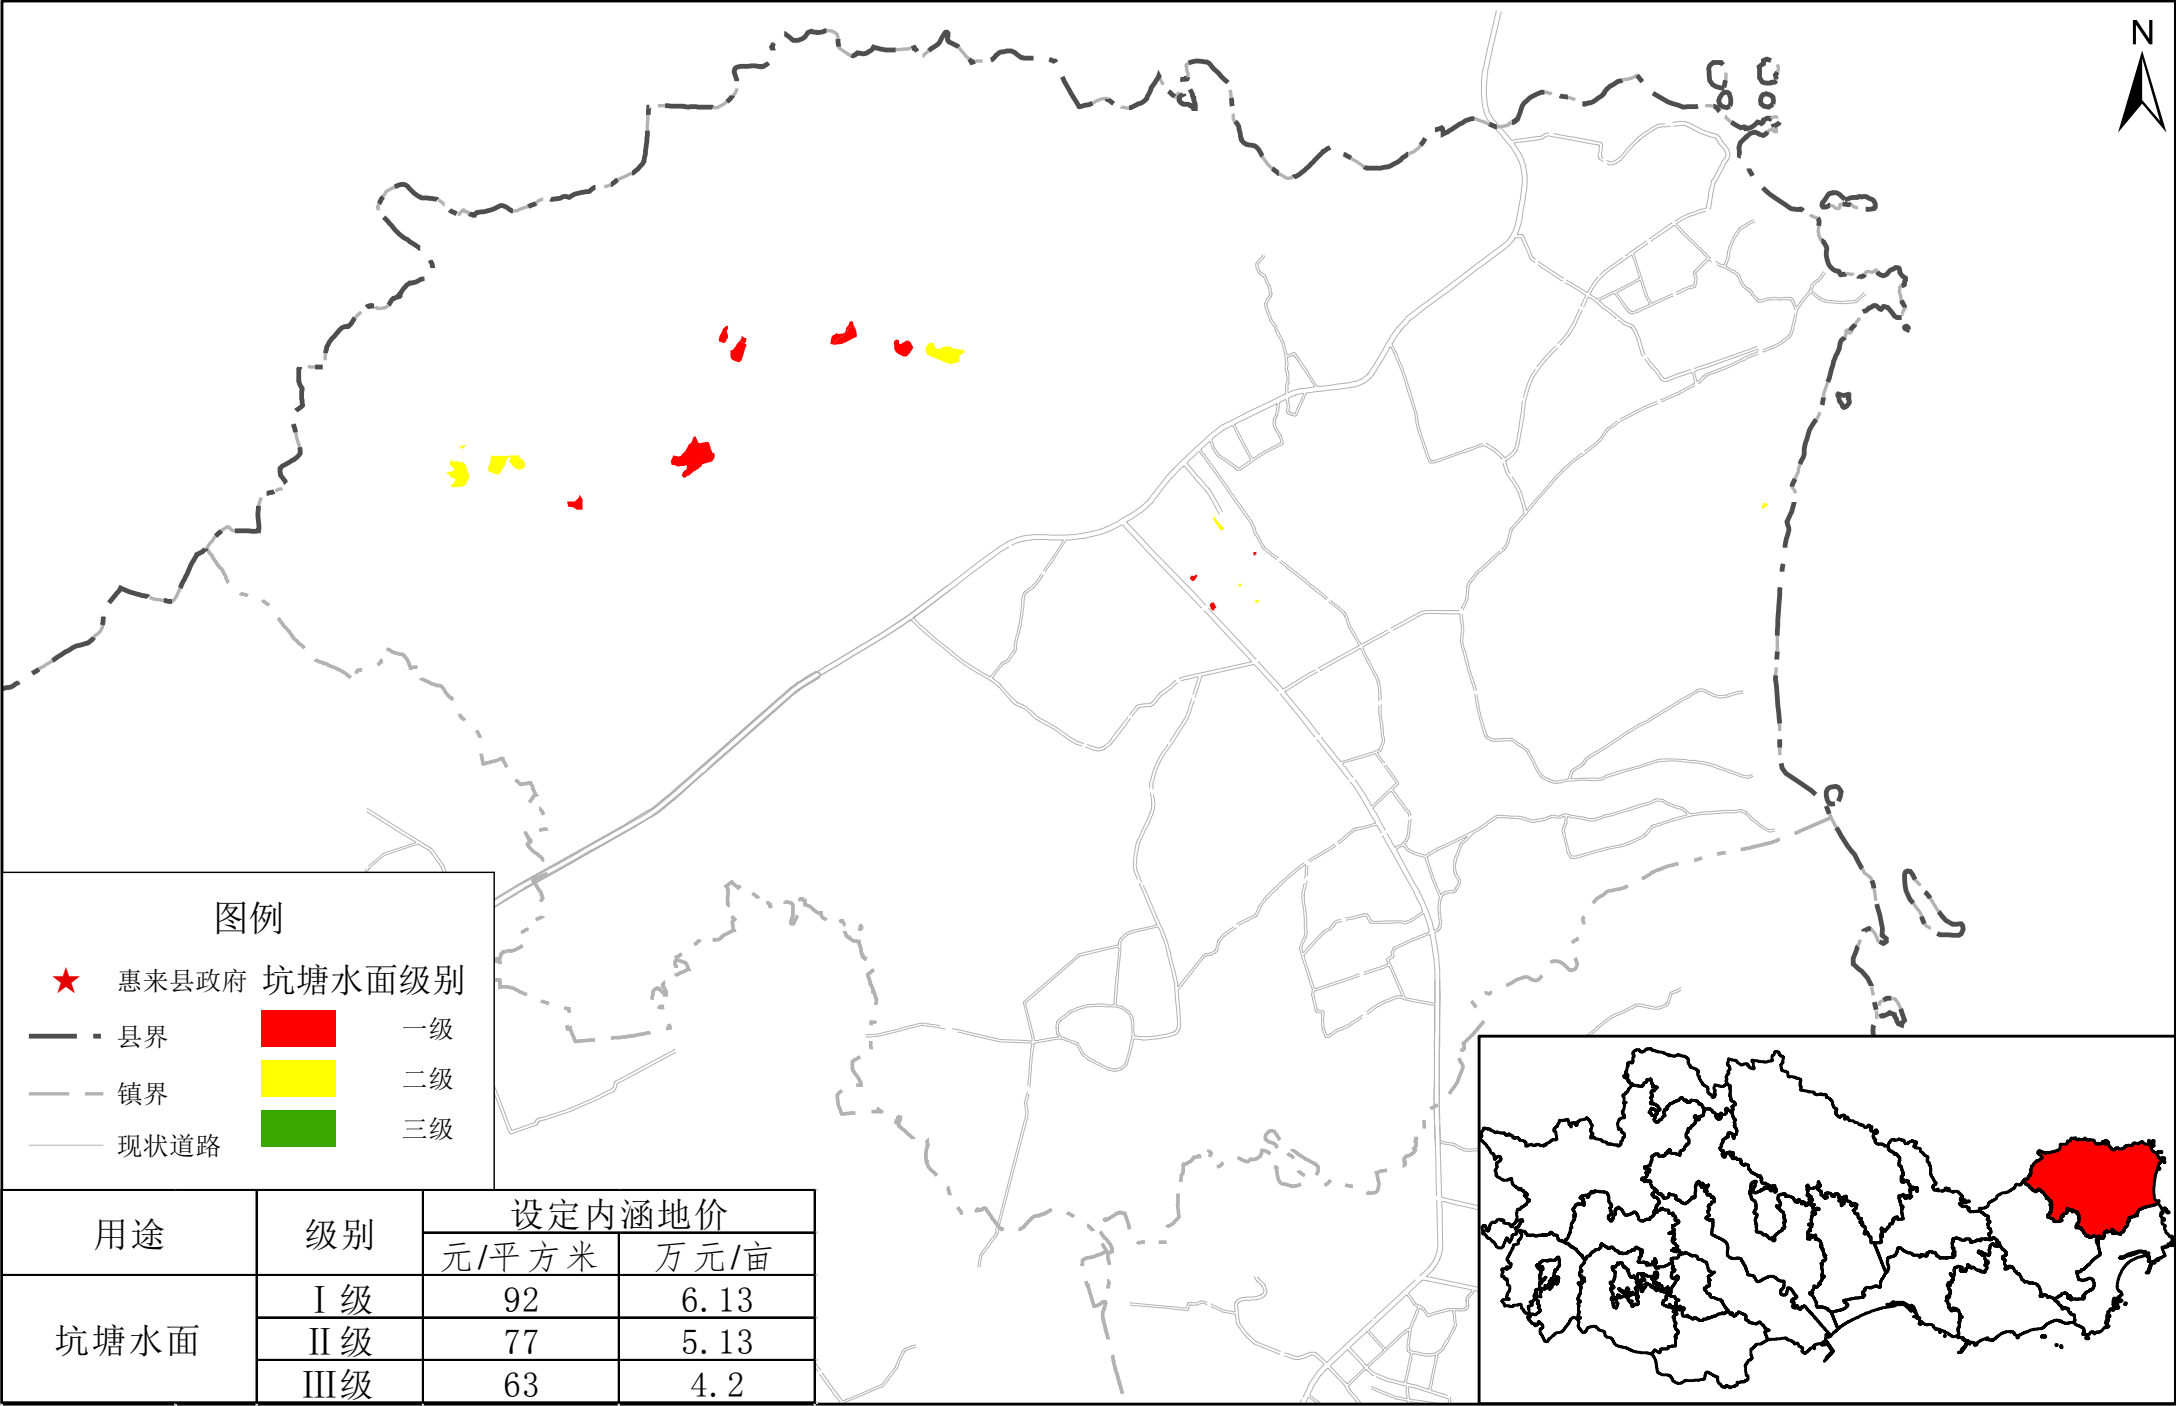 N
图例
惠来县政府
县界
镇界
现状道路
坑塘水面级别
一级
二级
三级
用途 级别 设定内涵地价
元/平方米 万元/亩
坑塘水面
Ⅰ级 92 6.13
Ⅱ级 77 5.13
Ⅲ级 63 4.2